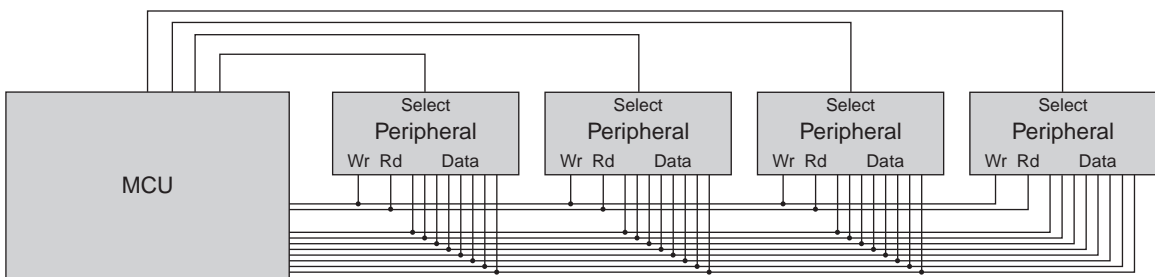 Select Select Select Select
Peripheral Peripheral Peripheral Peripheral
Wr Rd Data Wr Rd Data Wr Rd Data Wr Rd Data
MCU